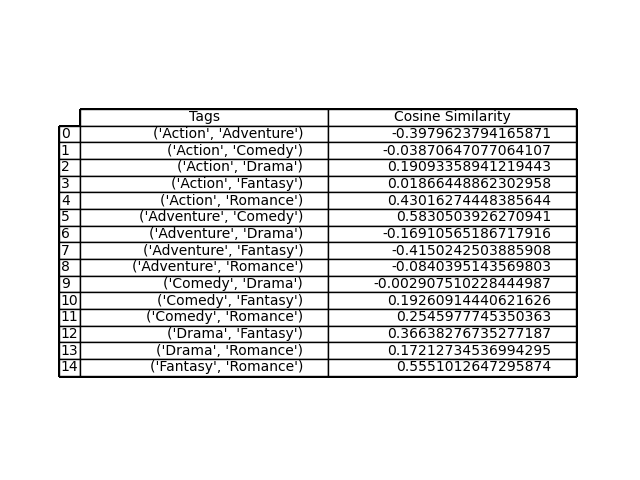 Tags Cosine Similarity
0 ('Action', 'Adventure') -0.3979623794165871
1 ('Action', 'Comedy') -0.03870647077064107
2 ('Action', 'Drama') 0.19093358941219443
3 ('Action', 'Fantasy') 0.01866448862302958
4 ('Action', 'Romance') 0.43016274448385644
5 ('Adventure', 'Comedy') 0.5830503926270941
6 ('Adventure', 'Drama') -0.16910565186717916
7 ('Adventure', 'Fantasy') -0.4150242503885908
8 ('Adventure', 'Romance') -0.0840395143569803
9 ('Comedy', 'Drama') -0.002907510228444987
10 ('Comedy', 'Fantasy') 0.19260914440621626
11 ('Comedy', 'Romance') 0.2545977745350363
12 ('Drama', 'Fantasy') 0.36638276735277187
13 ('Drama', 'Romance') 0.17212734536994295
14 ('Fantasy', 'Romance') 0.5551012647295874